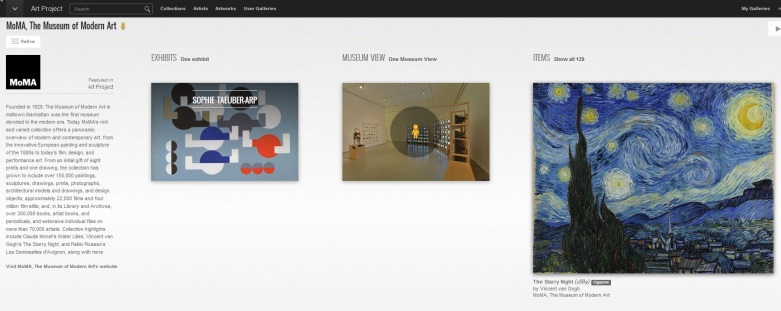 Art Project
Search
Collections
Artists
Artworks
User Galleries
My Galleries
MoMA, The Museum of Modern Art
Refine
MoMA
Featured in
Art Project
Founded in 1929, The Museum of Modern Art in
midtown Manhattan was the first museum
devoted to the modern era. Today MoMA's rich
and varied collection offers a panoramic
overview of modern and contemporary art, from
the innovative European painting and sculpture
of the 1880s to today's film, design, and
performance art. From an initial gift of eight
prints and one drawing, the collection has
grown to include over 150,000 paintings,
sculptures, drawings, prints, photographs,
architectural models and drawings, and design
objects; approximately 22,000 films and four
million film stills; and, in its Library and Archives,
over 300,000 books, artist books, and
periodicals, and extensive individual files on
more than 70,000 artists. Collection highlights
include Claude Monet's Water Lilies, Vincent van
Gogh's The Starry Night, and Pablo Picasso's
Les Demoiselles d'Avignon, along with more
Visit MoMA, The Museum of Modern Art's website
EXHIBITS One exhibit
SOPHIE TAEUBER-ARP
MUSEUM VIEW One Museum View
ITEMS Show all 129
The Starry Night (1889)
by Vincent van Gogh
MoMA, The Museum of Modern Art